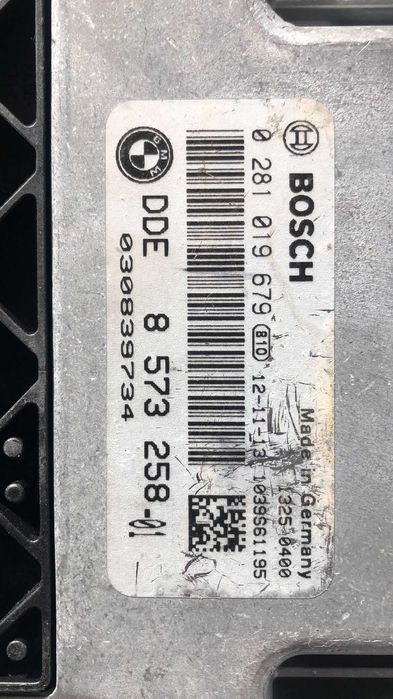 BOSCH
Made in Germany
325-0400
0 281 019 679 810 12-11-13 1039S61195
BMW
DDE 8 573 258-01
030839734